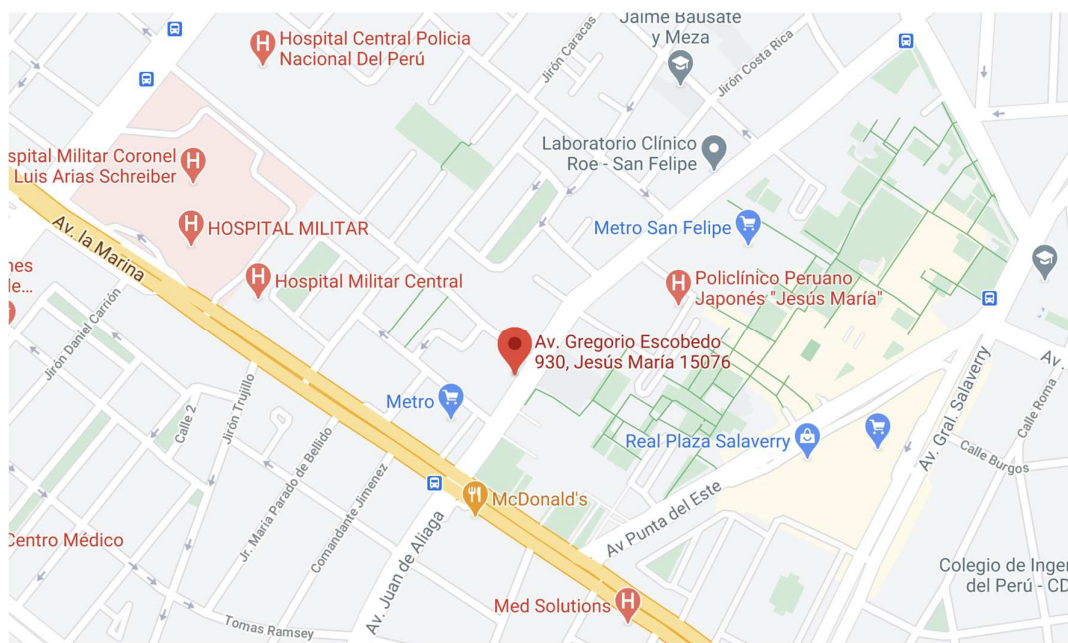 Jaime Bausate
y Meza
Hospital Central Policia
Nacional Del Perú
Jirón Caracas
Jirón Costa Rica
Laboratorio Clínico
Roe - San Felipe
spital Militar Coronel
Luis Arias Schreiber
HOSPITAL MILITAR
Metro San Felipe
Av. la Marina
Hospital Militar Central
Policlínico Peruano
Japonés "Jesús María"
nes
le...
Jirón Daniel Carrión
Av. Gregorio Escobedo
930, Jesús María 15076
Av.
Metro
Calle 2
Jirón Trujillo
Jr. María Parado de Bellido
Comandante Jimenez
Real Plaza Salaverry
Av. Gral. Salaverry
Calle Roma
Calle Burgos
McDonald's
Av Punta del Este
Centro Médico
Av. Juan de Aliaga
Colegio de Inger
del Perú - CD
Med Solutions
Tomas Ramsey
H
H
H
H
H
H